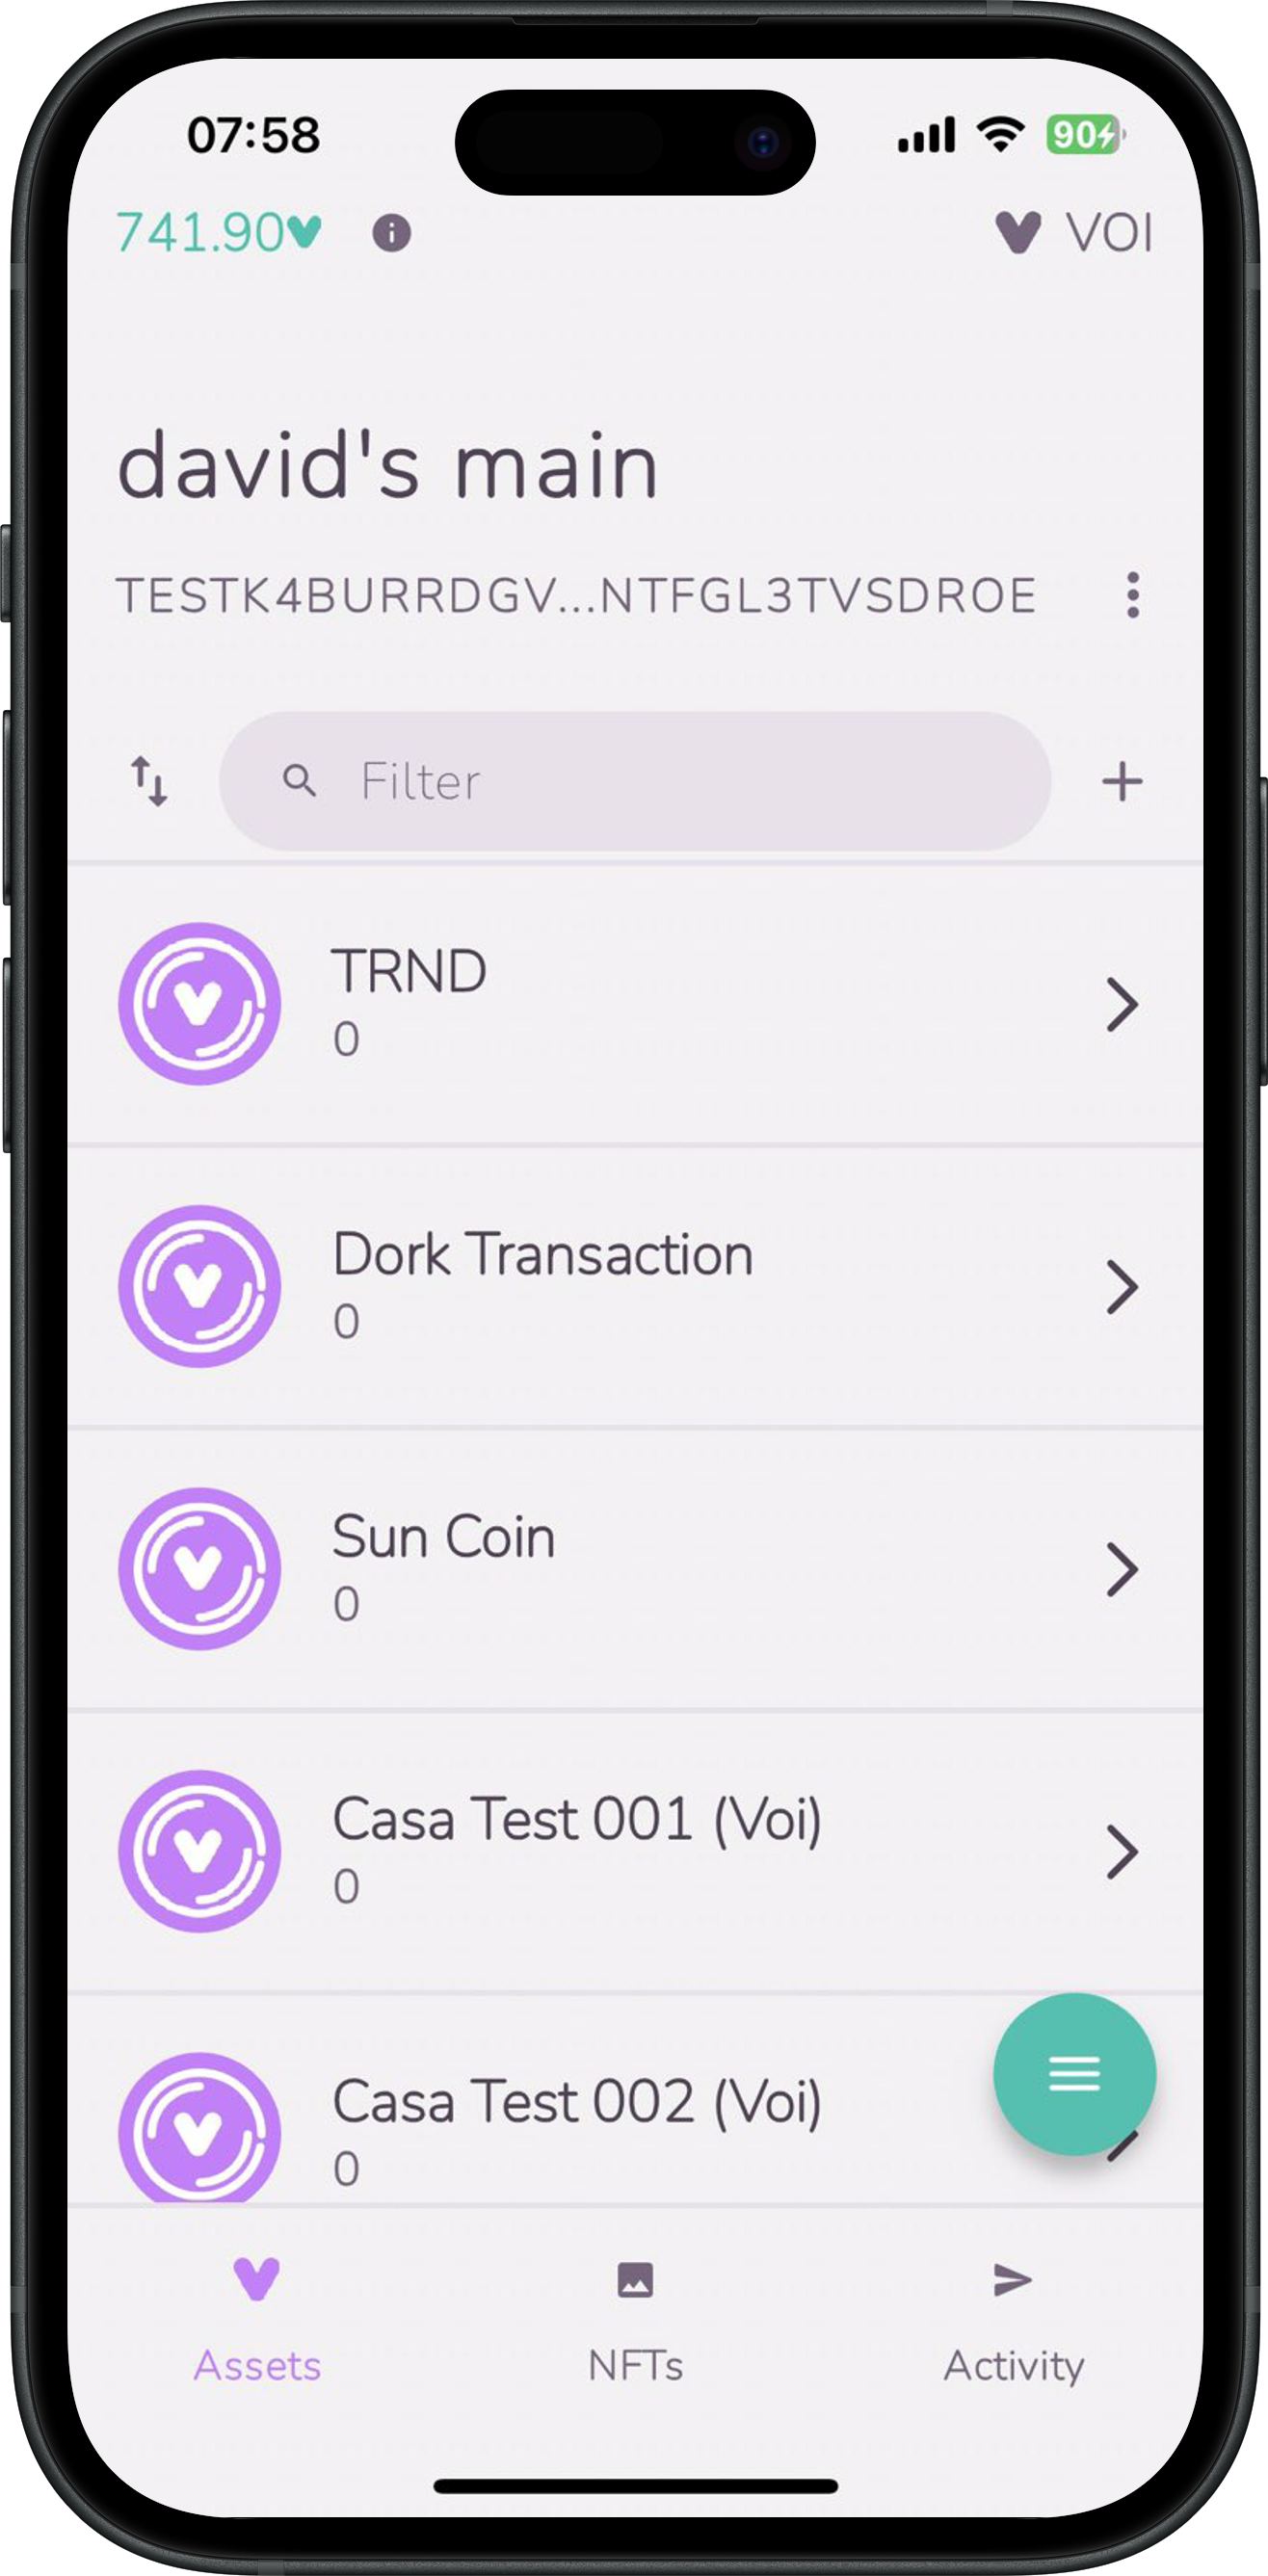 07:58
90
741.90
VOI
david's main
TESTK4BURRDGV...NTFGL3TVSDROE
Filter
TRND
0
Dork Transaction
0
Sun Coin
0
Casa Test 001 (Voi)
0
Casa Test 002 (Voi)
0
Assets
NFTs
Activity